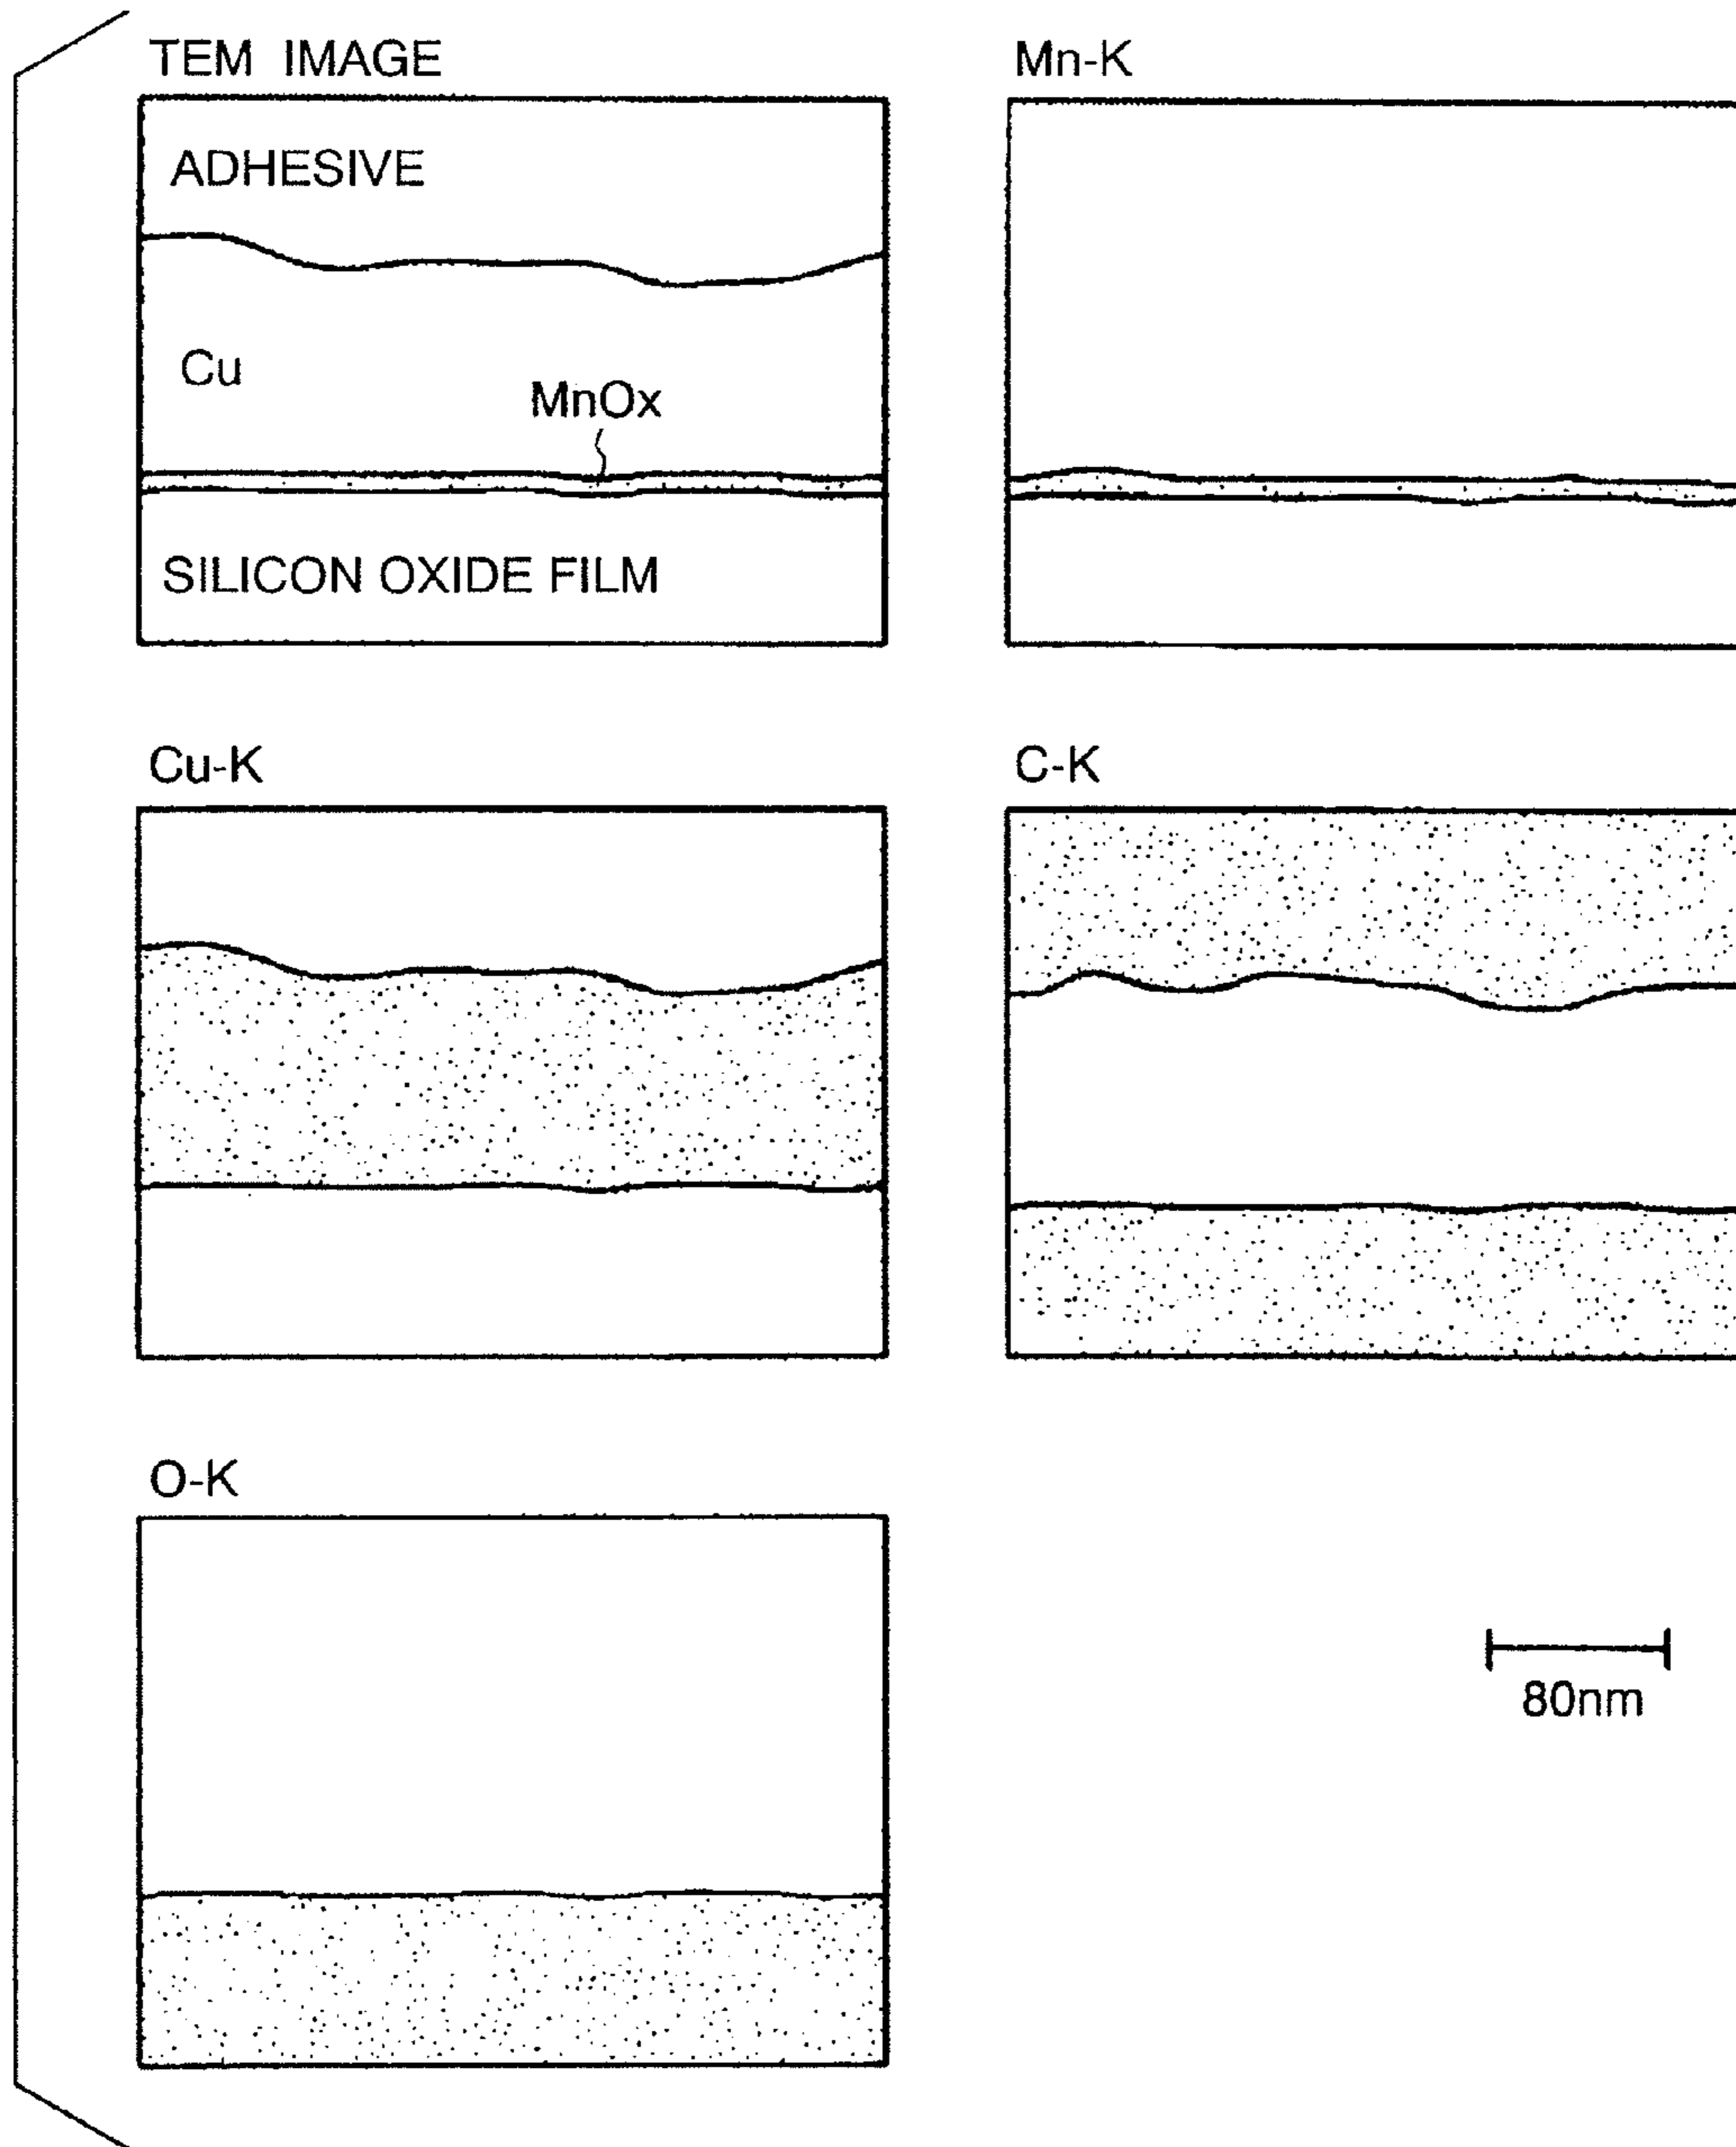 TEM IMAGE
Mn-K
ADHESIVE
Cu
MnOx
SILICON OXIDE FILM
Cu-K
C-K
O-K
80nm